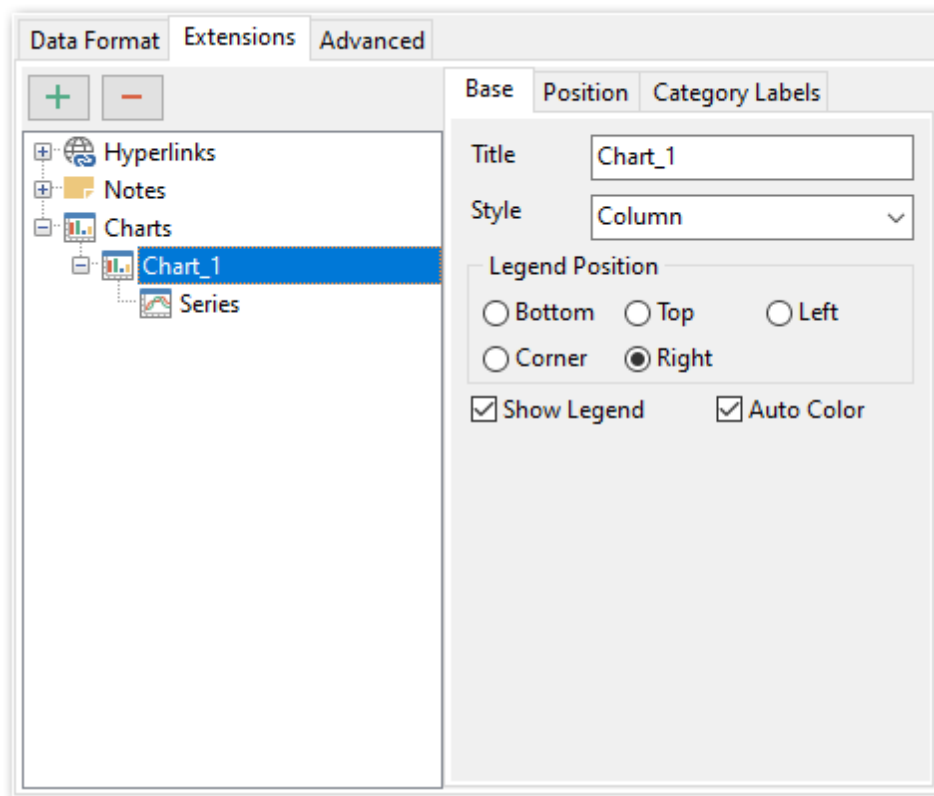 Data Format Extensions Advanced
Base Position Category Labels
Hyperlinks
Notes
Charts
Chart_1
Series
Title Chart_1
Style Column
Legend Position
Bottom Top Left
Corner Right
Show Legend Auto Color